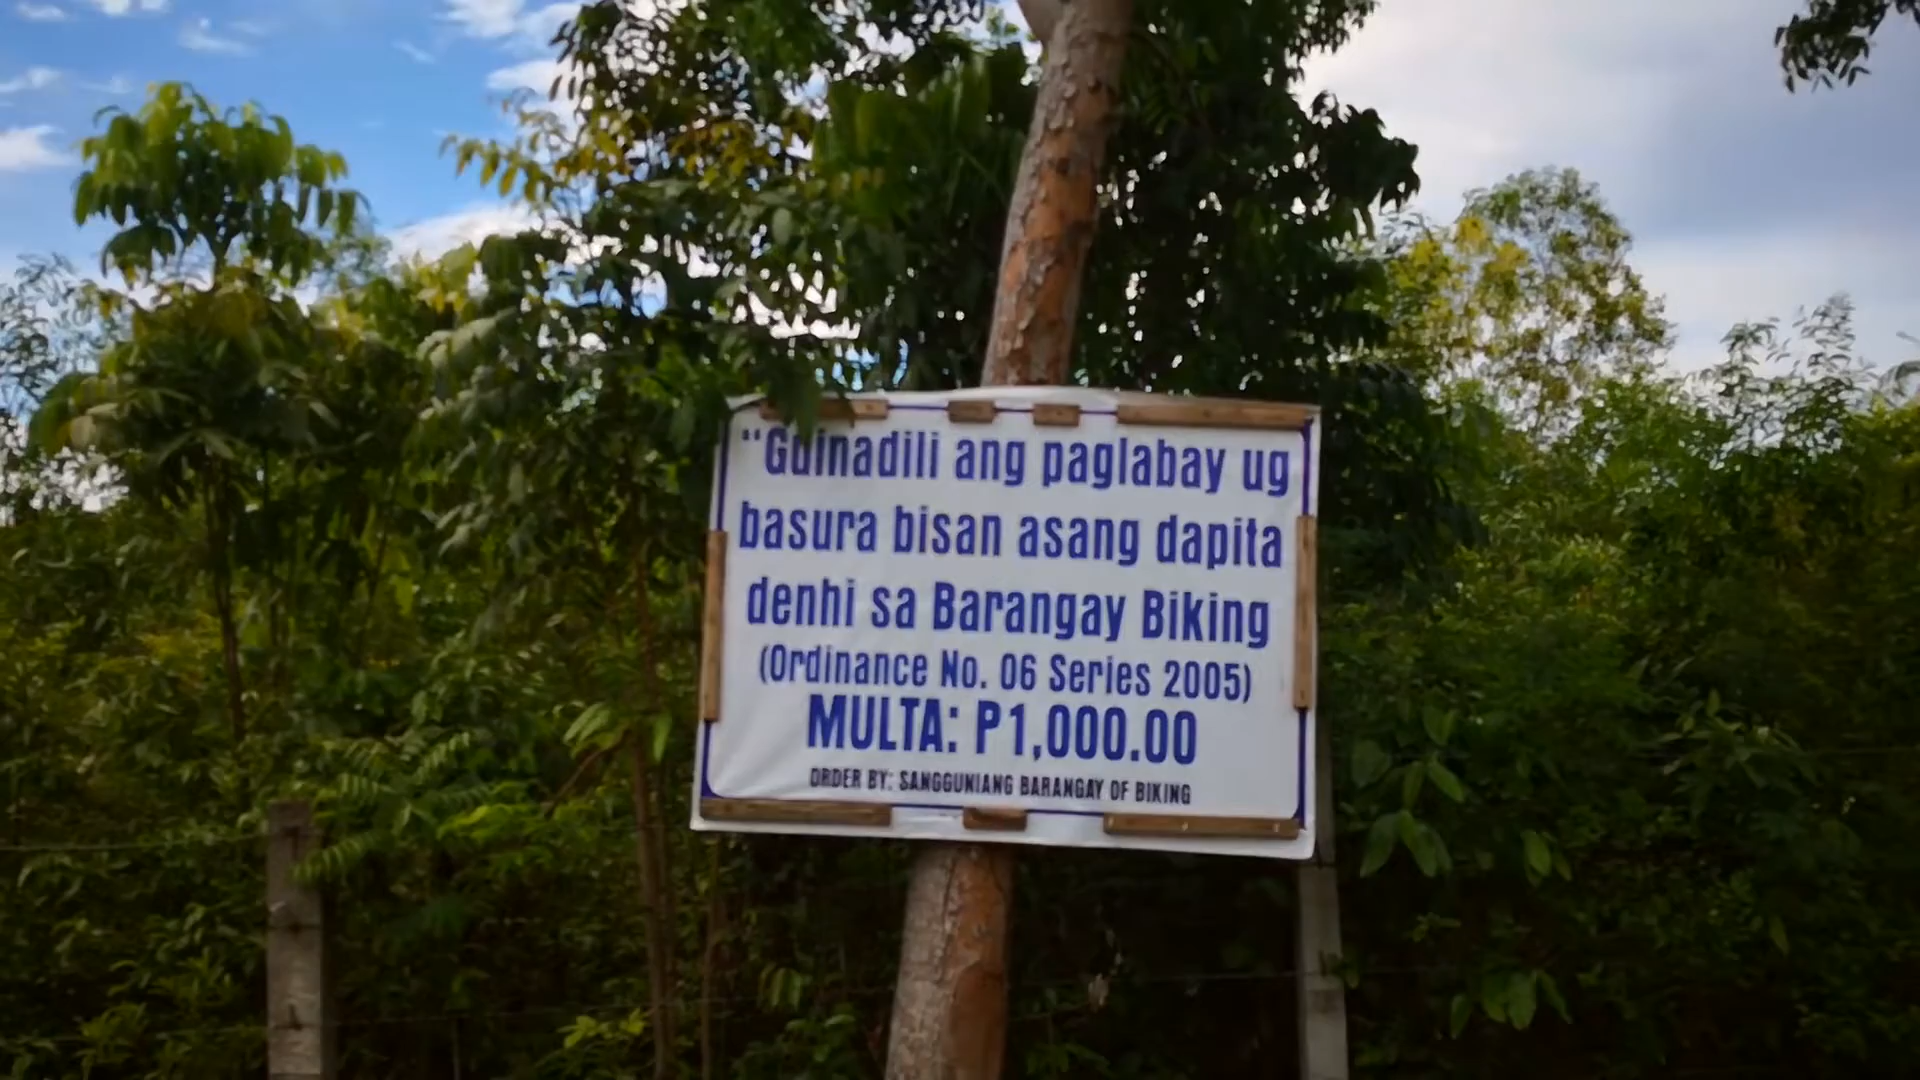 “Guinadili ang paglabay ug
basura bisan asang dapita
denhi sa Barangay Biking
(Ordinance No. 06 Series 2005)
MULTA: P1,000.00
ORDER BY: SANGGUNIANG BARANGAY OF BIKING